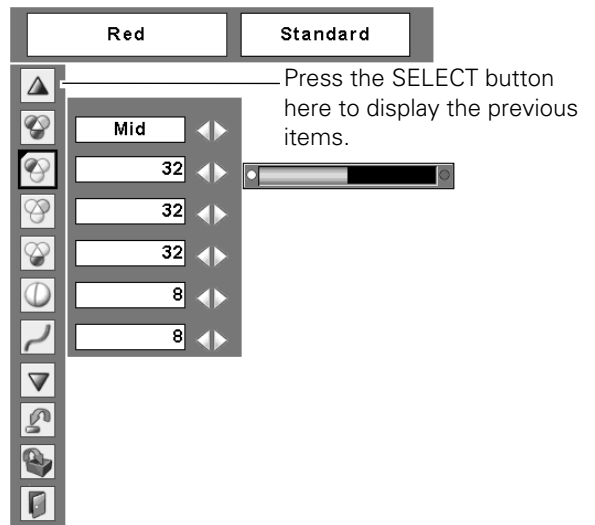 Red Standard
Press the SELECT button
here to display the previous
items.
Mid
32
32
32
8
8